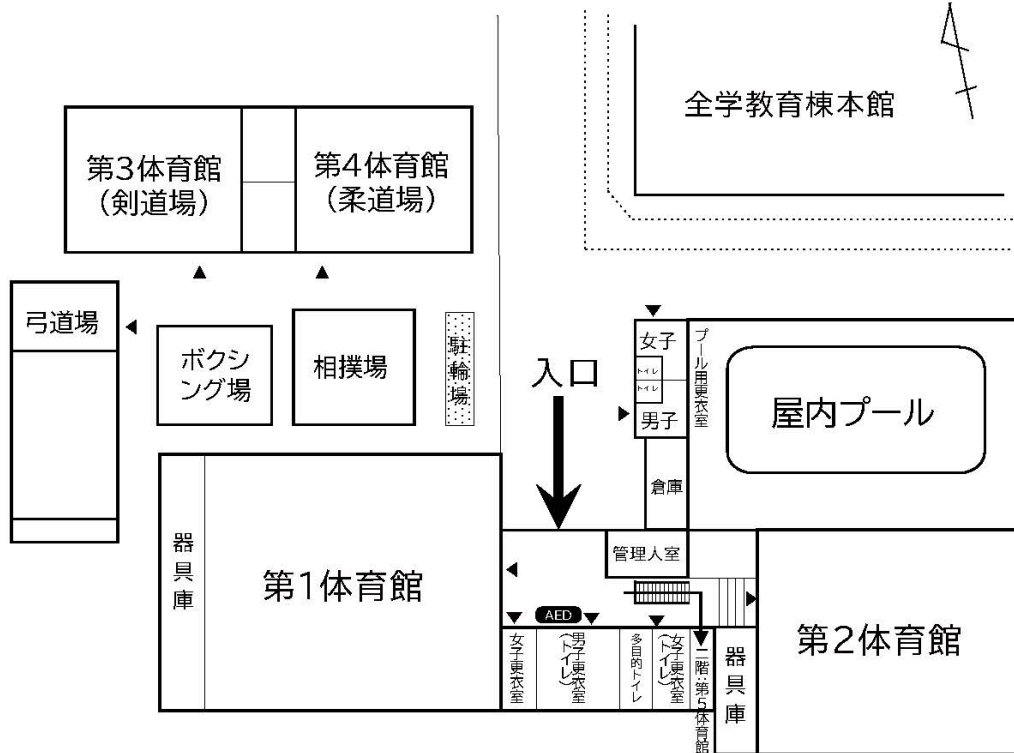 全学教育棟本館
第3体育館
(剣道場)
第4体育館
(柔道場)
弓道場
ボクシ
ング場
相撲場
駐輪場
入口
女子
トイレ
トイレ
男子
プール用更衣室
屋内プール
倉庫
管理人室
器具庫
第1体育館
AED
女子更衣室
男子更衣室
(トイレ)
多目的トイレ
女子更衣室
(トイレ)
二階:第5体育館
器具庫
第2体育館